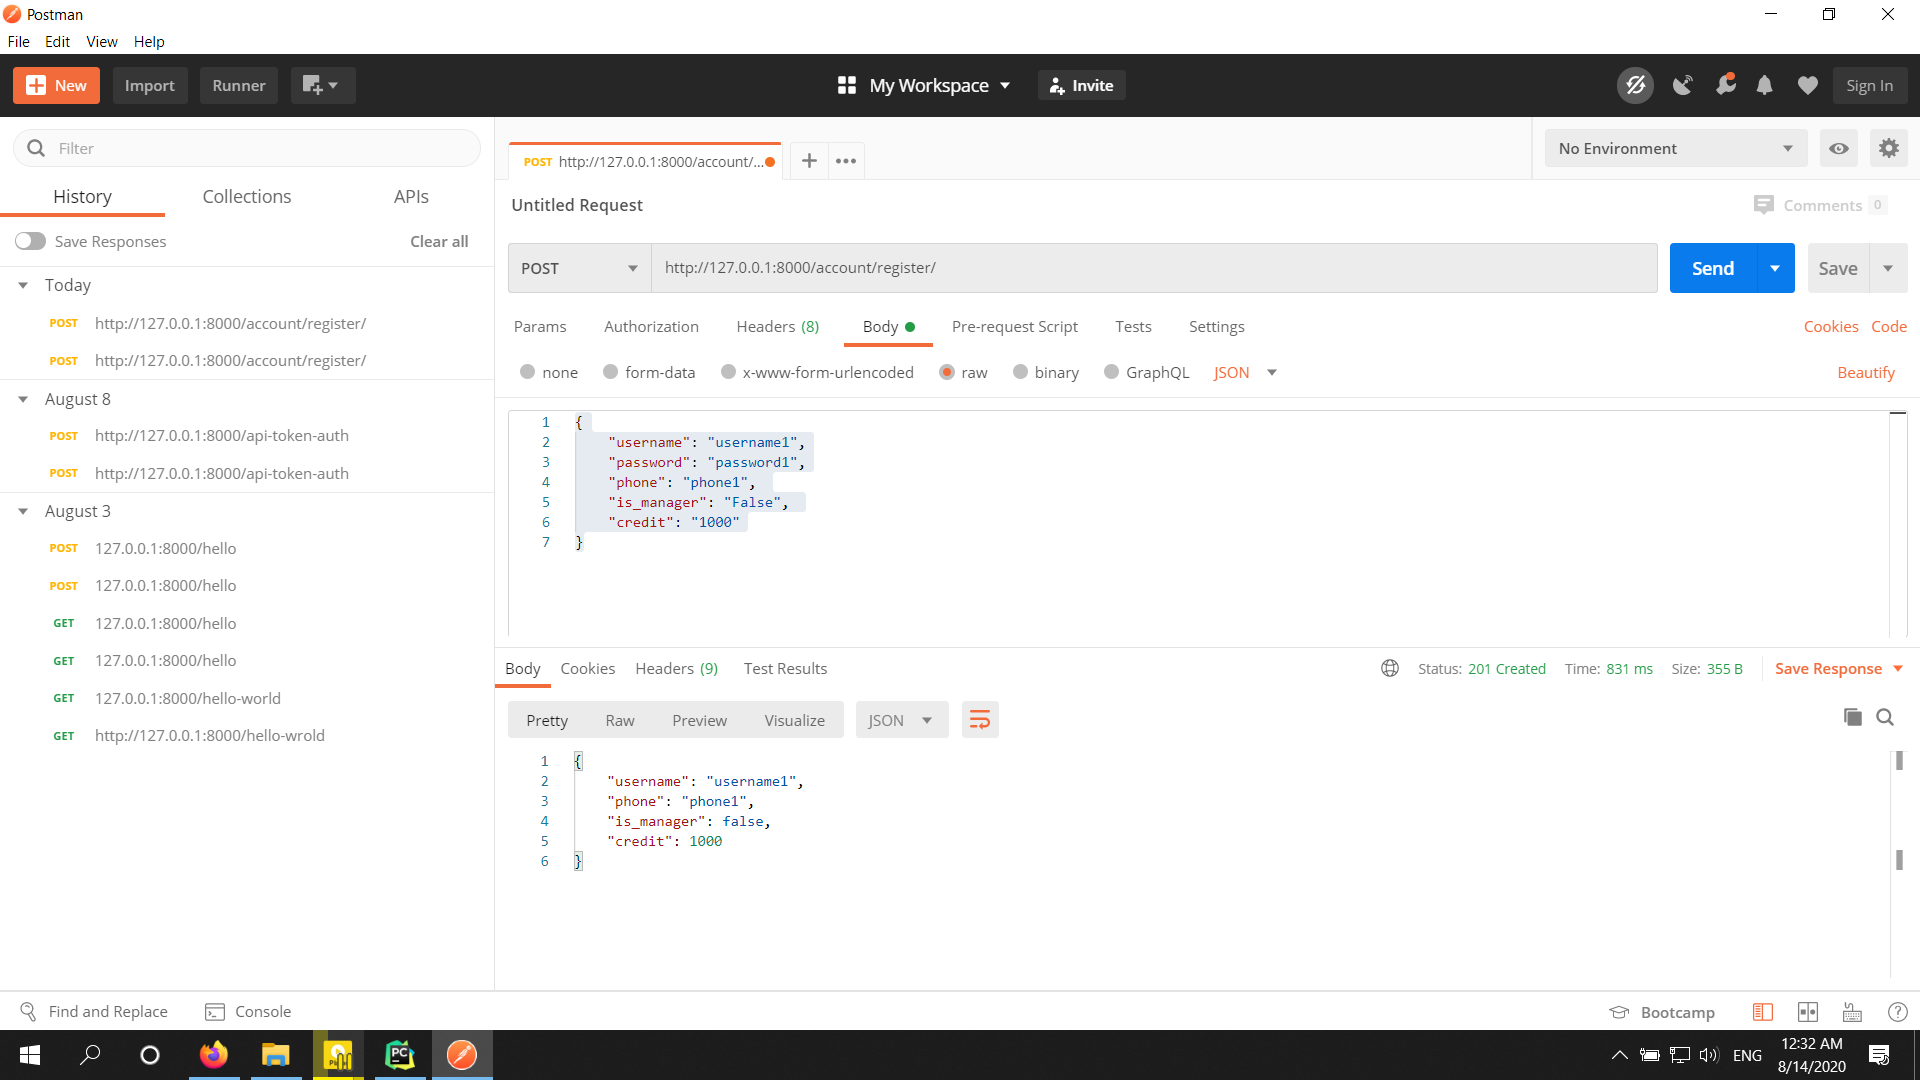 Postman
File Edit View Help
New Import Runner My Workspace Invite Sign In
Filter
History Collections APIs
Save Responses Clear all
Today
POST http://127.0.0.1:8000/account/register/
POST http://127.0.0.1:8000/account/register/
August 8
POST http://127.0.0.1:8000/api-token-auth
POST http://127.0.0.1:8000/api-token-auth
August 3
POST 127.0.0.1:8000/hello
POST 127.0.0.1:8000/hello
GET 127.0.0.1:8000/hello
GET 127.0.0.1:8000/hello
GET 127.0.0.1:8000/hello-world
GET http://127.0.0.1:8000/hello-wrold
POST http://127.0.0.1:8000/account/...
No Environment
Untitled Request
Comments 0
POST http://127.0.0.1:8000/account/register/ Send Save
Params Authorization Headers (8) Body Pre-request Script Tests Settings Cookies Code
none form-data x-www-form-urlencoded raw binary GraphQL JSON Beautify
1 {
2 "username": "username1",
3 "password": "password1",
4 "phone": "phone1",
5 "is_manager": "False",
6 "credit": "1000"
7 }
Body Cookies Headers (9) Test Results Status: 201 Created Time: 831 ms Size: 355 B Save Response
Pretty Raw Preview Visualize JSON
1 {
2 "username": "username1",
3 "phone": "phone1",
4 "is_manager": false,
5 "credit": 1000
6 }
Find and Replace Console Bootcamp
PC
ENG
12:32 AM
8/14/2020